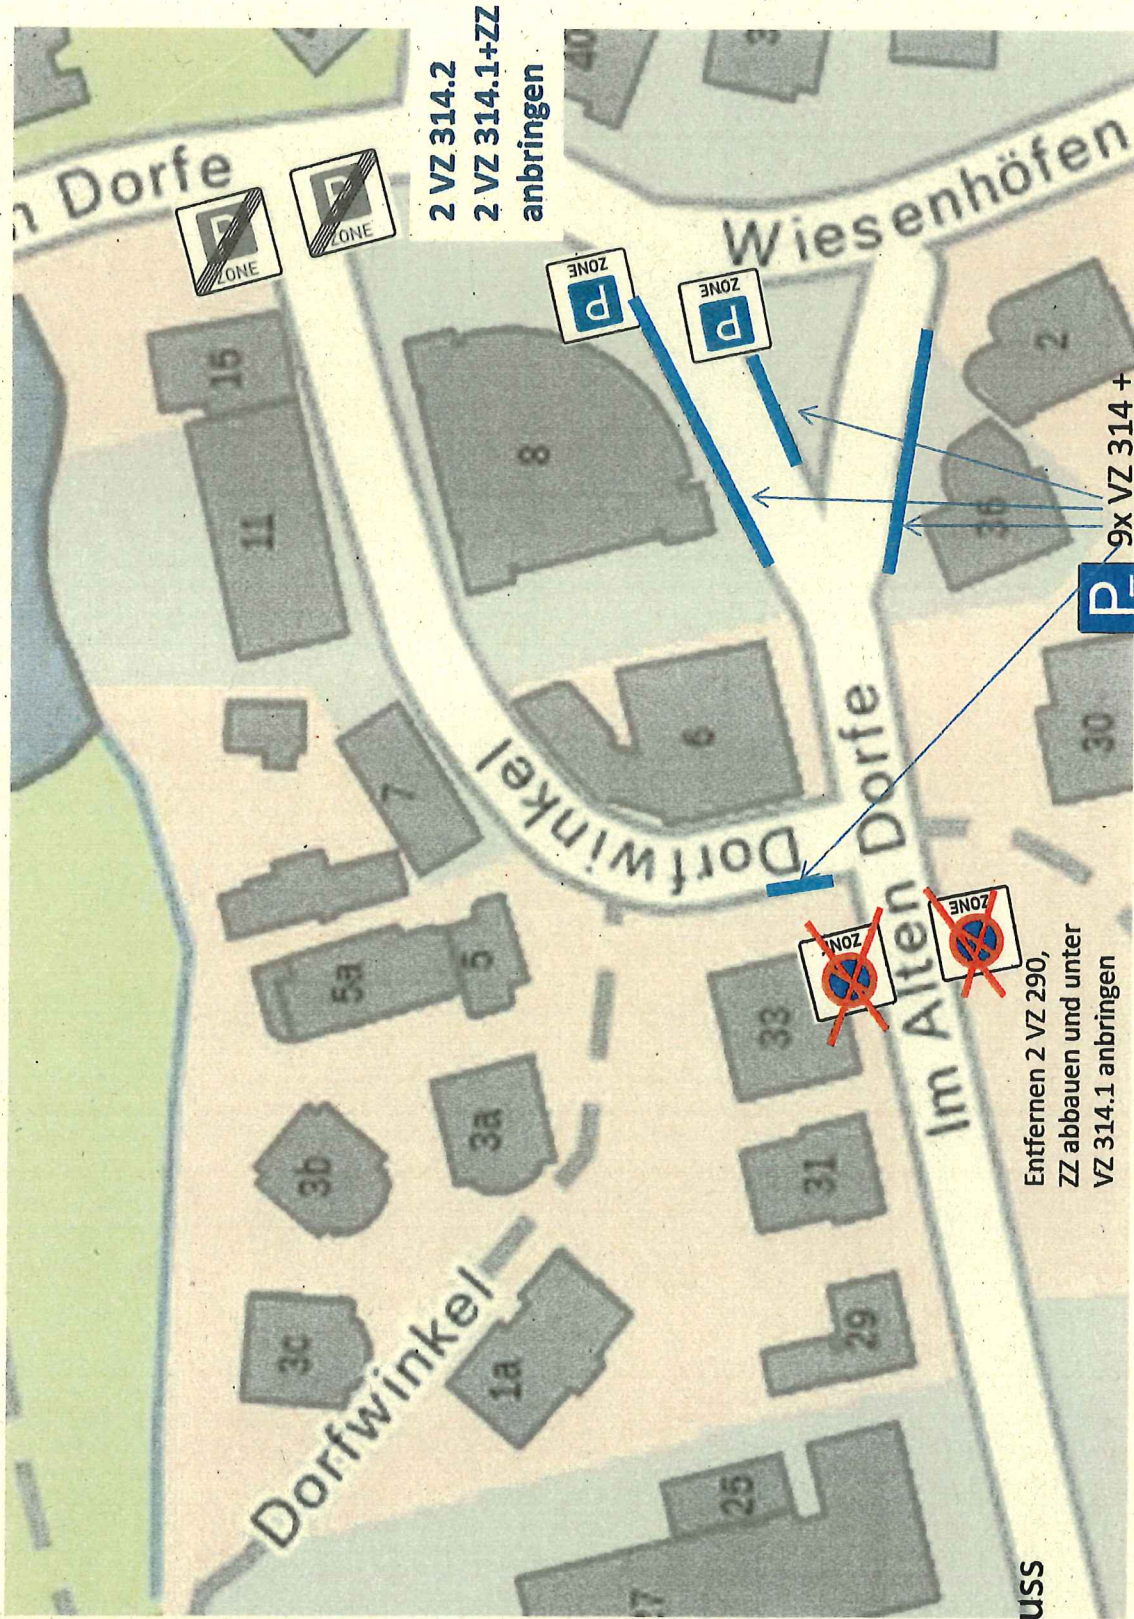 2 VZ 314.2
2 VZ 314.1+ZZ
anbringen
Dorfe
ZONE
ZONE
ZONE
P
ZONE
P
Wiesenhöfen
15
11
8
2
36
9x VZ 314 +
P
7
6
30
Dorfwinkel
Im Alten Dorfe
ZONE
Entfernen 2 VZ 290,
ZZ abbauen und unter
VZ 314.1 anbringen
5a
5
33
3b
3a
31
3c
1a
29
Dorfwinkel
25
uss